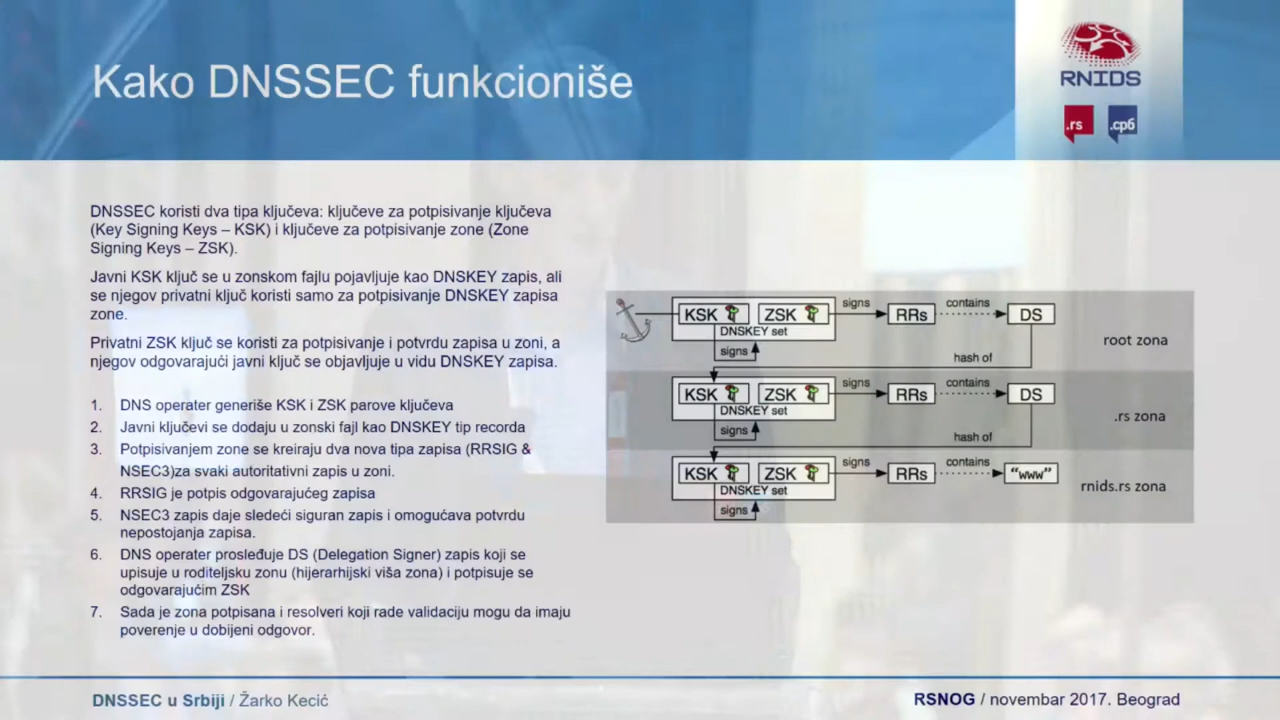 Kako DNSSEC funkcioniše
RNIDS
.rs
.срб
DNSSEC koristi dva tipa ključeva: ključeve za potpisivanje ključeva
(Key Signing Keys – KSK) i ključeve za potpisivanje zone (Zone
Signing Keys – ZSK).
Javni KSK ključ se u zonskom fajlu pojavljuje kao DNSKEY zapis, ali
se njegov privatni ključ koristi samo za potpisivanje DNSKEY zapisa
zone.
Privatni ZSK ključ se koristi za potpisivanje i potvrdu zapisa u zoni, a
njegov odgovarajući javni ključ se objavljuje u vidu DNSKEY zapisa.
1. DNS operater generiše KSK i ZSK parove ključeva
2. Javni ključevi se dodaju u zonski fajl kao DNSKEY tip recorda
3. Potpisivanjem zone se kreiraju dva nova tipa zapisa (RRSIG &
NSEC3)za svaki autoritativni zapis u zoni.
4. RRSIG je potpis odgovarajućeg zapisa
5. NSEC3 zapis daje sledeći siguran zapis i omogućava potvrdu
nepostojanja zapisa.
6. DNS operater prosleđuje DS (Delegation Signer) zapis koji se
upisuje u roditeljsku zonu (hijerarhijski viša zona) i potpisuje se
odgovarajućim ZSK
7. Sada je zona potpisana i resolveri koji rade validaciju mogu da imaju
poverenje u dobijeni odgovor.
KSK ZSK signs RRs contains DS
DNSKEY set
signs
root zona
hash of
KSK ZSK signs RRs contains DS
DNSKEY set
signs
.rs zona
hash of
KSK ZSK signs RRs contains “www”
DNSKEY set
signs
rnids.rs zona
DNSSEC u Srbiji / Žarko Kecić
RSNOG / novembar 2017. Beograd